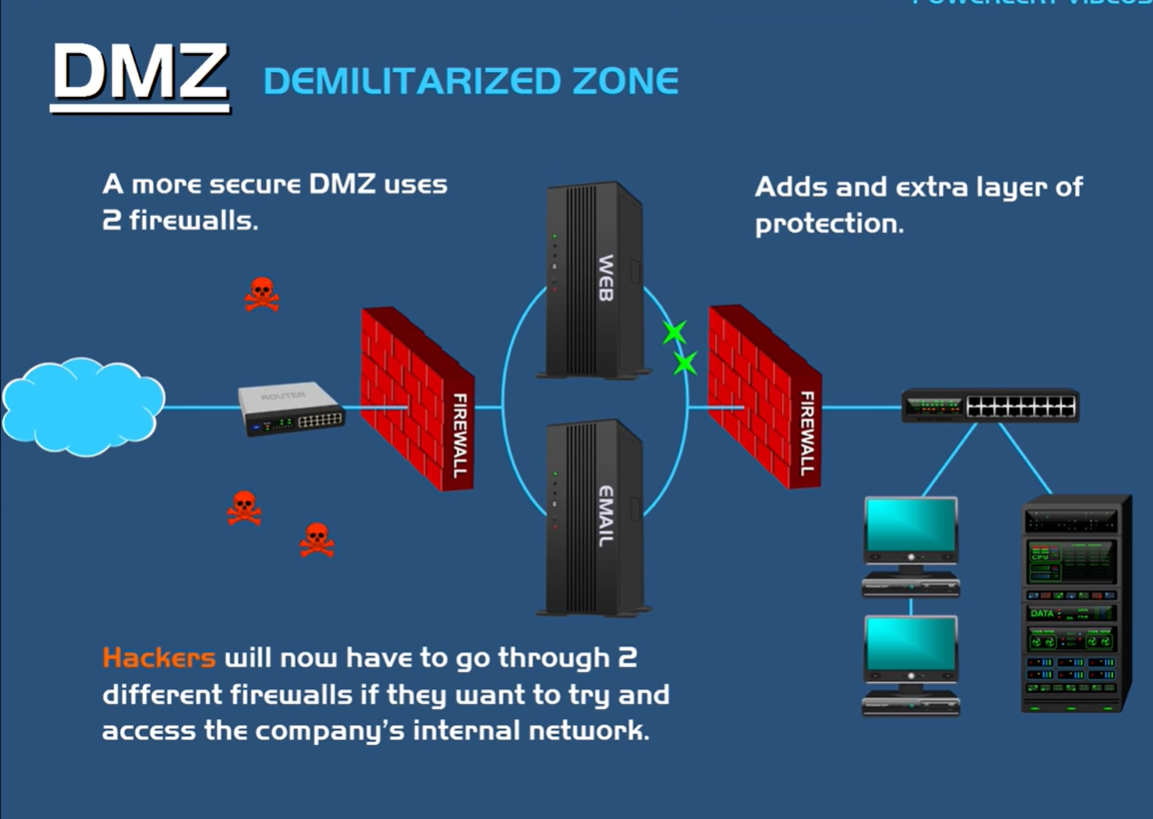 POWERCERT VIDEOS
DMZ DEMILITARIZED ZONE
A more secure DMZ uses
2 firewalls.
Adds and extra layer of
protection.
WEB
ROUTER
FIREWALL
FIREWALL
EMAIL
CPU
DATA
Hackers will now have to go through 2
different firewalls if they want to try and
access the company's internal network.